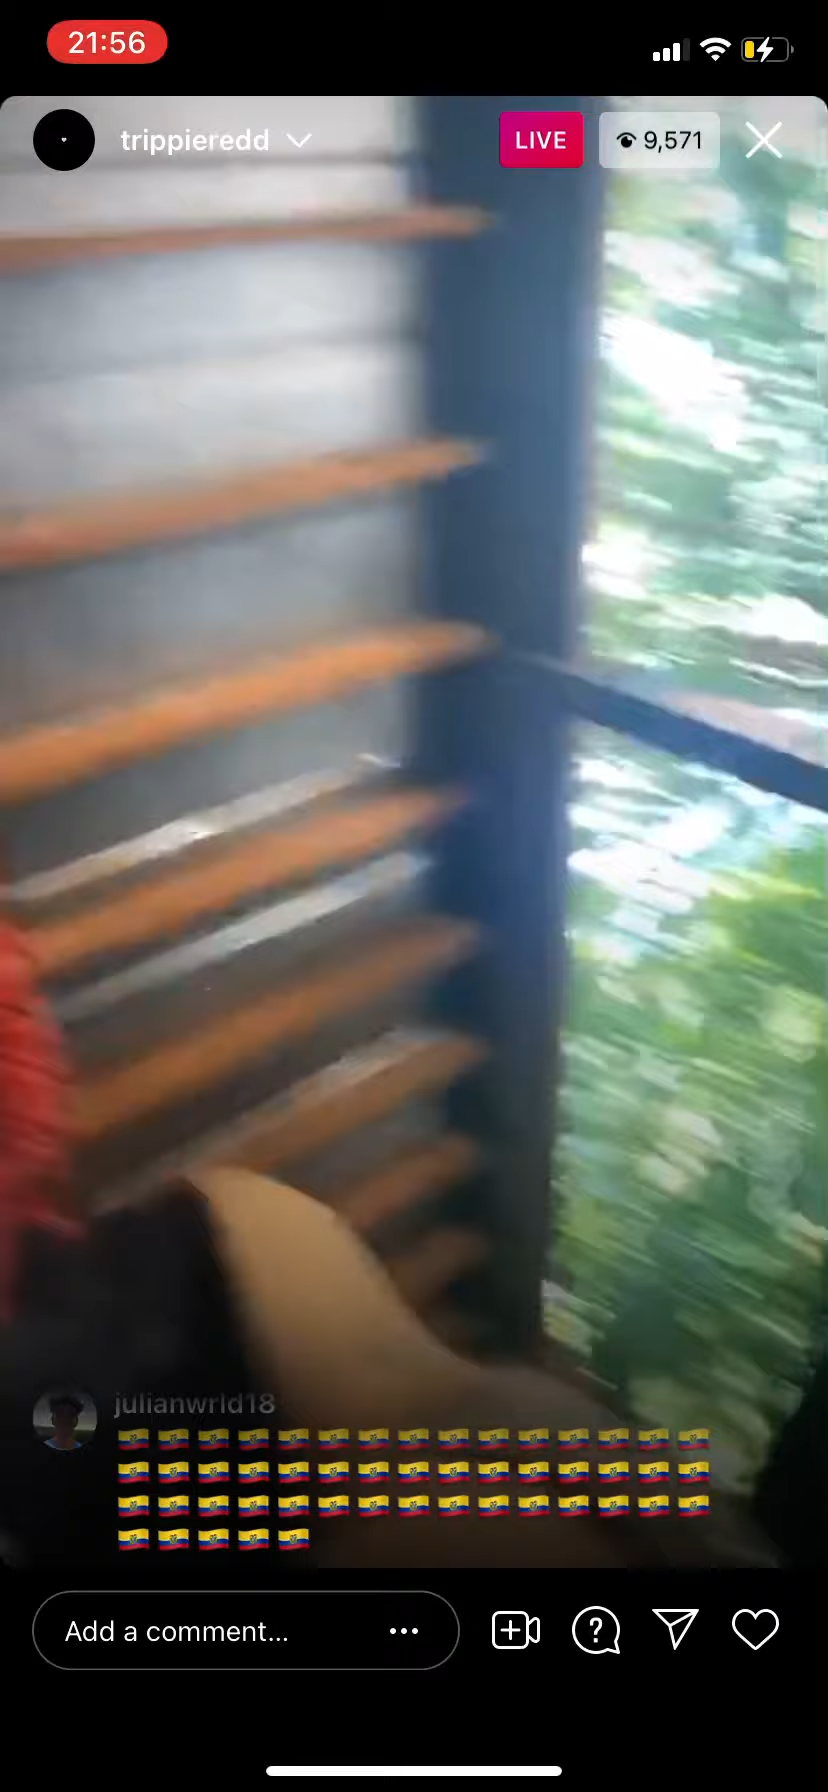 21:56
trippieredd
LIVE
9,571
julianwrld18
🇪🇨🇪🇨🇪🇨🇪🇨🇪🇨🇪🇨🇪🇨🇪🇨🇪🇨🇪🇨🇪🇨🇪🇨🇪🇨🇪🇨🇪🇨
🇪🇨🇪🇨🇪🇨🇪🇨🇪🇨🇪🇨🇪🇨🇪🇨🇪🇨🇪🇨🇪🇨🇪🇨🇪🇨🇪🇨🇪🇨
🇪🇨🇪🇨🇪🇨🇪🇨🇪🇨🇪🇨🇪🇨🇪🇨🇪🇨🇪🇨🇪🇨🇪🇨🇪🇨🇪🇨🇪🇨
🇪🇨🇪🇨🇪🇨🇪🇨🇪🇨
Add a comment...